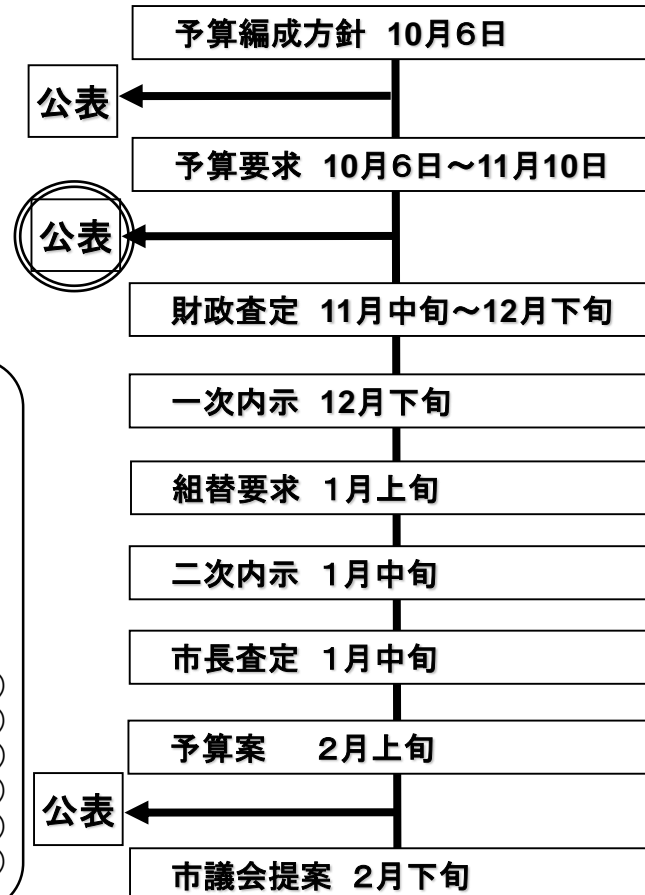 予算編成方針 10月6日
公表
予算要求 10月6日～11月10日
公表
財政査定 11月中旬～12月下旬
一次内示 12月下旬
組替要求 1月上旬
二次内示 1月中旬
市長査定 1月中旬
予算案 2月上旬
公表
市議会提案 2月下旬